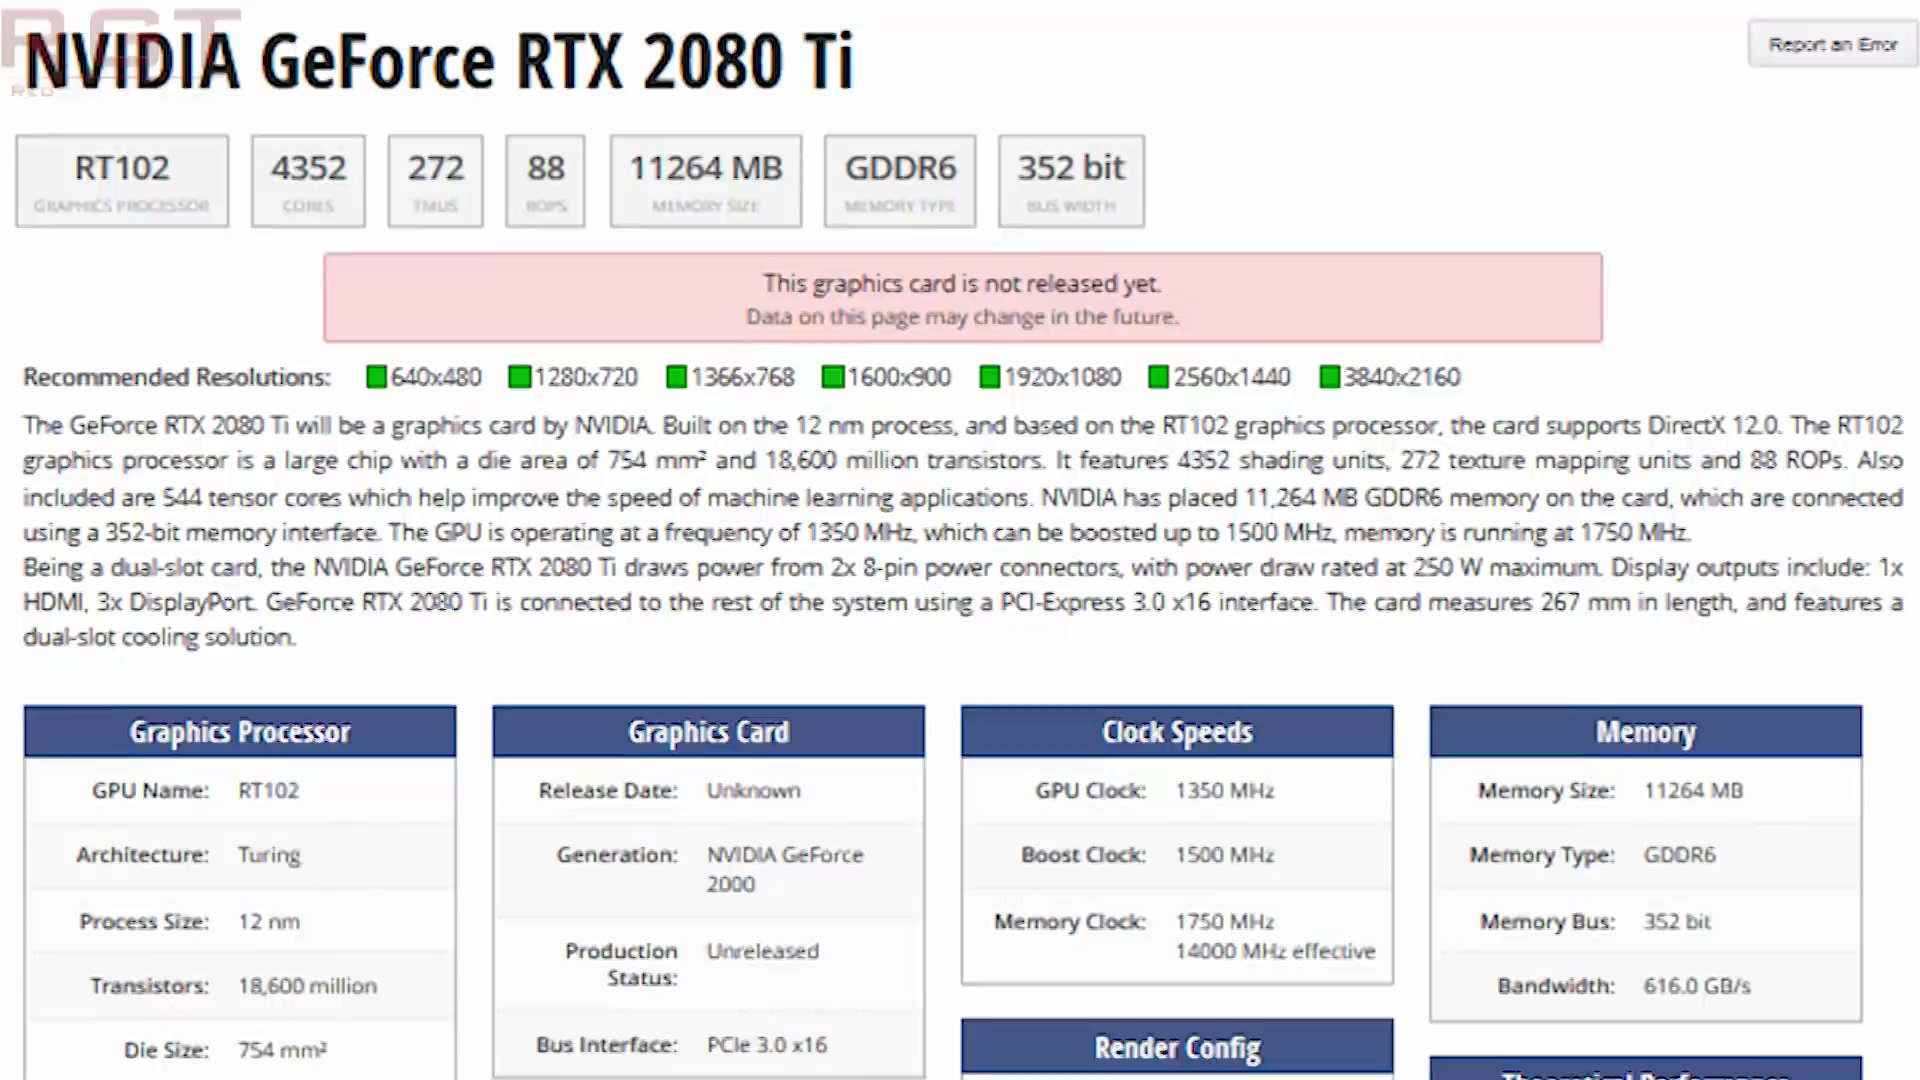 RGT
RED
NVIDIA GeForce RTX 2080 Ti
Report an Error
RT102 4352 272 88 11264 MB GDDR6 352 bit
GRAPHICS PROCESSOR CORES TMUS ROPS MEMORY SIZE MEMORY TYPE BUS WIDTH
This graphics card is not released yet.
Data on this page may change in the future.
Recommended Resolutions: 640x480 1280x720 1366x768 1600x900 1920x1080 2560x1440 3840x2160
The GeForce RTX 2080 Ti will be a graphics card by NVIDIA. Built on the 12 nm process, and based on the RT102 graphics processor, the card supports DirectX 12.0. The RT102
graphics processor is a large chip with a die area of 754 mm² and 18,600 million transistors. It features 4352 shading units, 272 texture mapping units and 88 ROPs. Also
included are 544 tensor cores which help improve the speed of machine learning applications. NVIDIA has placed 11,264 MB GDDR6 memory on the card, which are connected
using a 352-bit memory interface. The GPU is operating at a frequency of 1350 MHz, which can be boosted up to 1500 MHz, memory is running at 1750 MHz.
Being a dual-slot card, the NVIDIA GeForce RTX 2080 Ti draws power from 2x 8-pin power connectors, with power draw rated at 250 W maximum. Display outputs include: 1x
HDMI, 3x DisplayPort. GeForce RTX 2080 Ti is connected to the rest of the system using a PCI-Express 3.0 x16 interface. The card measures 267 mm in length, and features a
dual-slot cooling solution.
Graphics Processor
GPU Name: RT102
Architecture: Turing
Process Size: 12 nm
Transistors: 18,600 million
Die Size: 754 mm²
Graphics Card
Release Date: Unknown
Generation: NVIDIA GeForce
2000
Production Unreleased
Status:
Bus Interface: PCIe 3.0 x16
Clock Speeds
GPU Clock: 1350 MHz
Boost Clock: 1500 MHz
Memory Clock: 1750 MHz
14000 MHz effective
Render Config
Memory
Memory Size: 11264 MB
Memory Type: GDDR6
Memory Bus: 352 bit
Bandwidth: 616.0 GB/s
Theoretical Performance